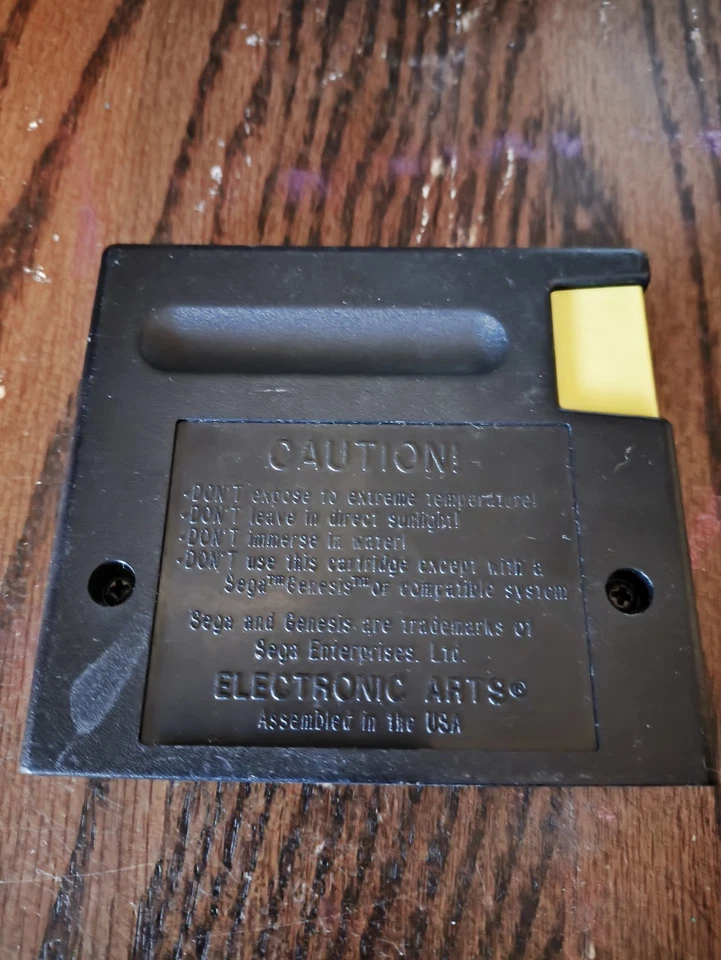 CAUTION!
·DON'T expose to extreme temperature!
·DON'T leave in direct sunlight!
·DON'T immerse in water!
·DON'T use this cartridge except with a
Sega™ Genesis™ or compatible system
Sega and Genesis are trademarks of
Sega Enterprises, Ltd.
ELECTRONIC ARTS®
Assembled in the USA